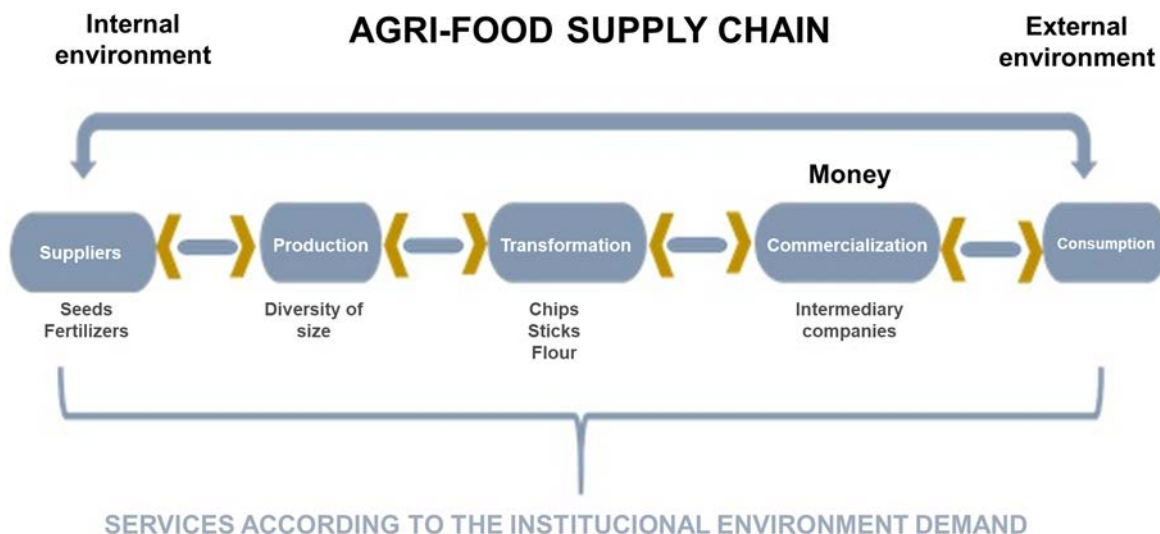 Internal
environment
AGRI-FOOD SUPPLY CHAIN
External
environment
Money
Suppliers
Production
Transformation
Commercialization
Consumption
Seeds
Fertilizers
Diversity of
size
Chips
Sticks
Flour
Intermediary
companies
SERVICES ACCORDING TO THE INSTITUCIONAL ENVIRONMENT DEMAND